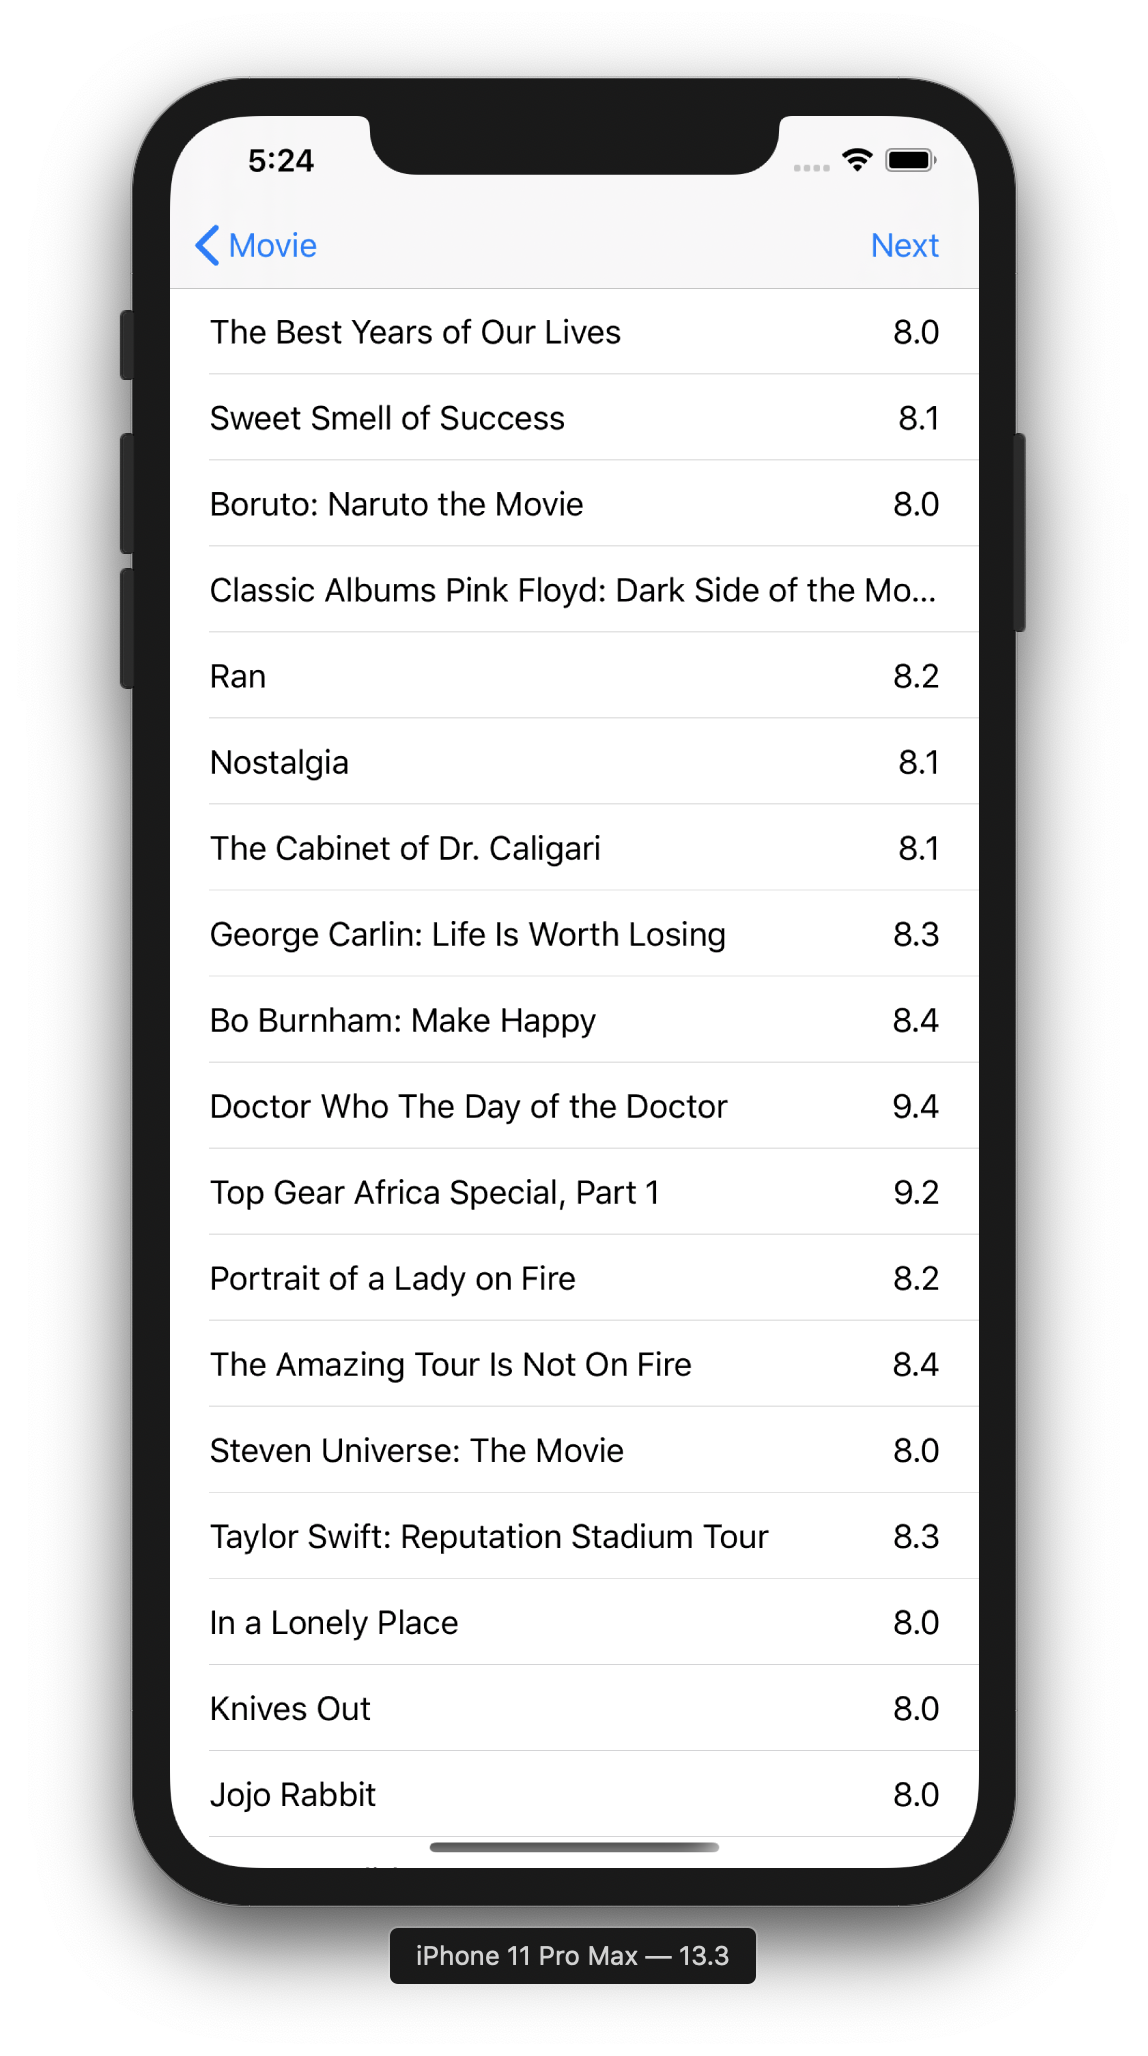 5:24
Movie Next
The Best Years of Our Lives 8.0
Sweet Smell of Success 8.1
Boruto: Naruto the Movie 8.0
Classic Albums Pink Floyd: Dark Side of the Mo...
Ran 8.2
Nostalgia 8.1
The Cabinet of Dr. Caligari 8.1
George Carlin: Life Is Worth Losing 8.3
Bo Burnham: Make Happy 8.4
Doctor Who The Day of the Doctor 9.4
Top Gear Africa Special, Part 1 9.2
Portrait of a Lady on Fire 8.2
The Amazing Tour Is Not On Fire 8.4
Steven Universe: The Movie 8.0
Taylor Swift: Reputation Stadium Tour 8.3
In a Lonely Place 8.0
Knives Out 8.0
Jojo Rabbit 8.0
iPhone 11 Pro Max — 13.3